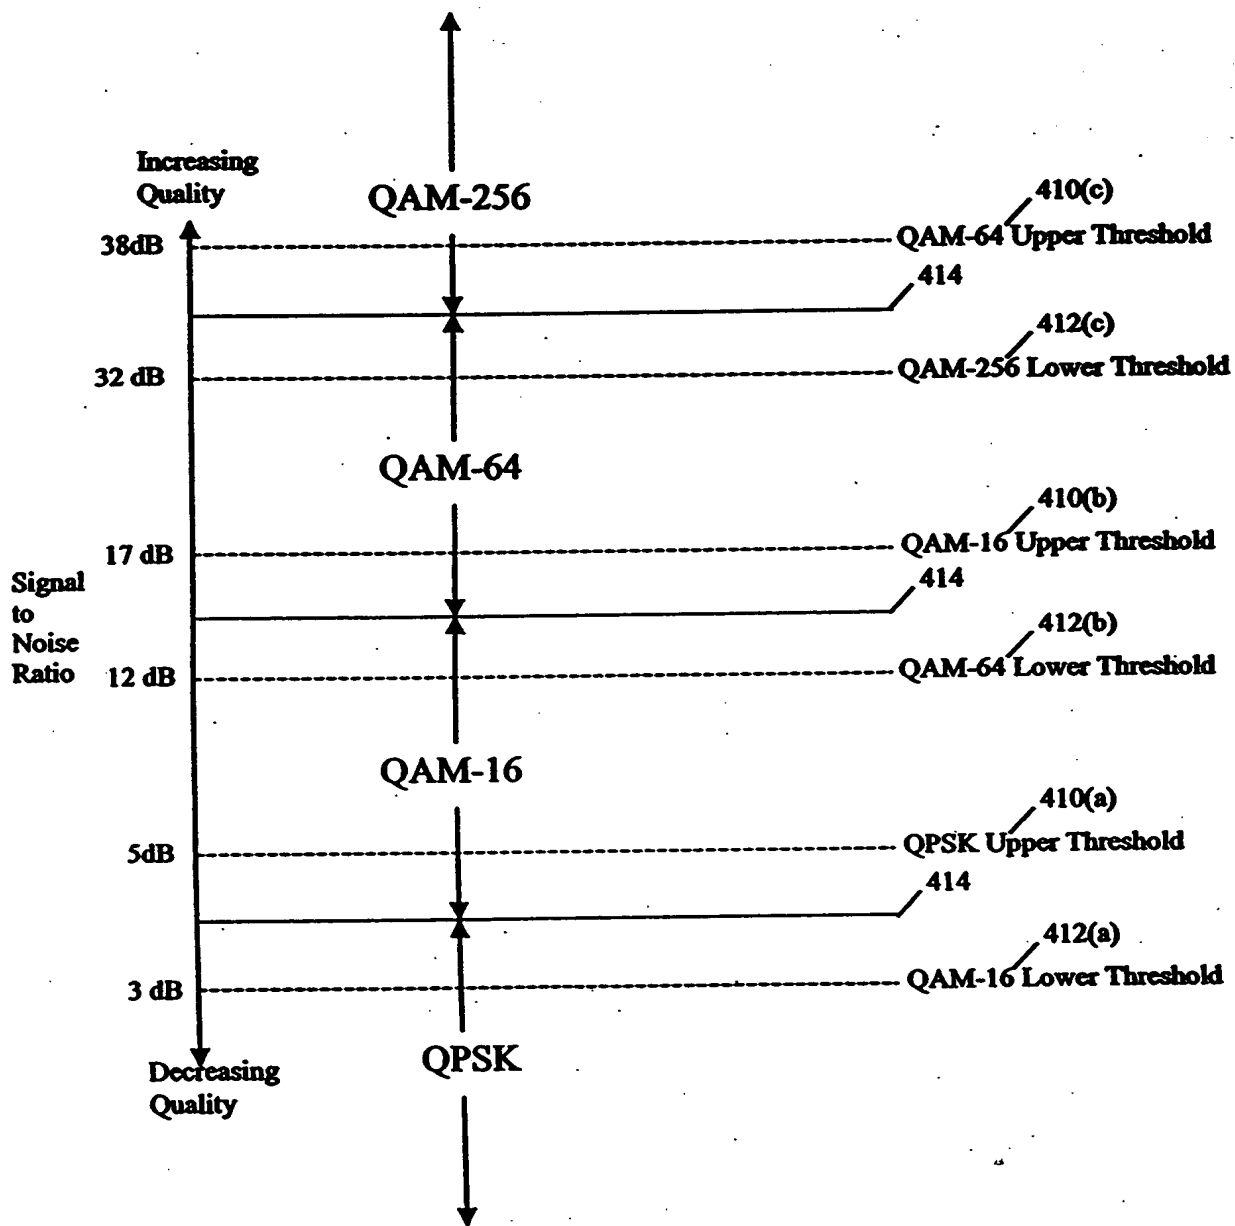 Increasing
Quality
QAM-256
410(c)
38dB
QAM-64 Upper Threshold
414
412(c)
32 dB
QAM-256 Lower Threshold
QAM-64
410(b)
17 dB
QAM-16 Upper Threshold
Signal
to
Noise
Ratio
414
412(b)
12 dB
QAM-64 Lower Threshold
QAM-16
410(a)
5dB
QPSK Upper Threshold
414
412(a)
3 dB
QAM-16 Lower Threshold
QPSK
Decreasing
Quality